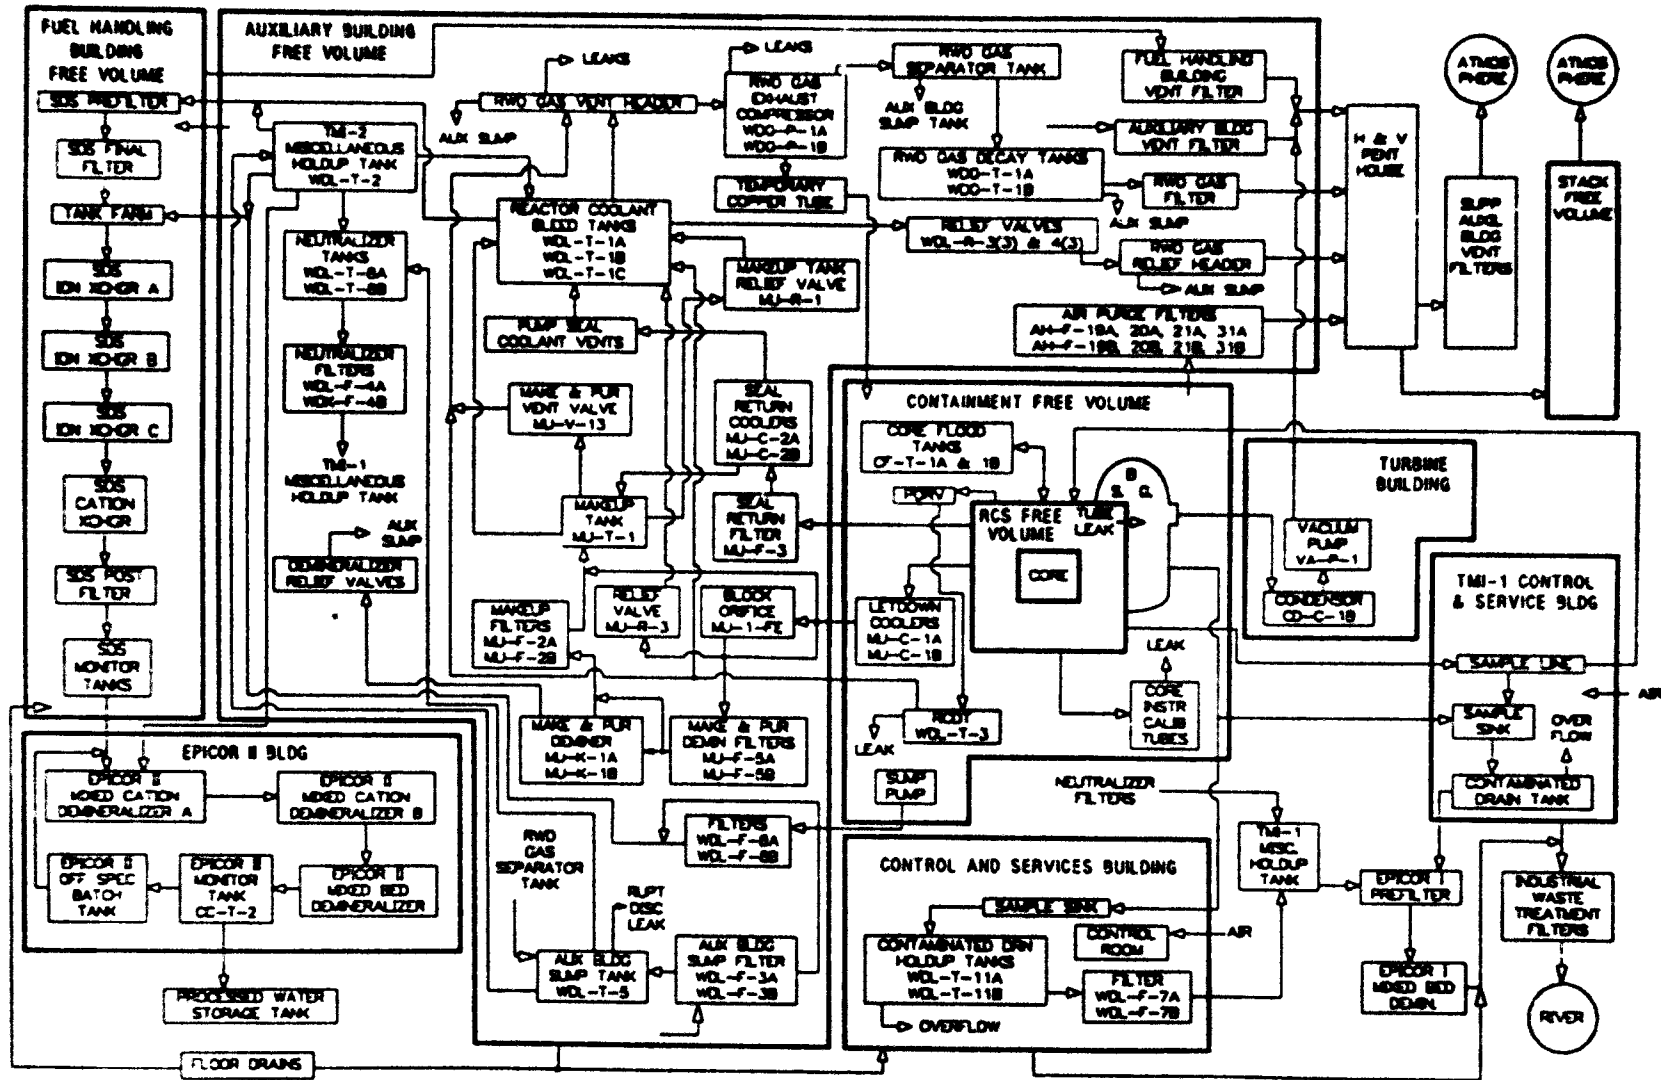 FUEL HANDLING
BUILDING
FREE VOLUME
SDS PREFILTER
SDS FINAL
FILTER
TANK FARM
SDS
ION XCHGR A
SDS
ION XCHGR B
SDS
ION XCHGR C
SDS
CATION
XCHGR
SDS POST
FILTER
SDS
MONITOR
TANKS
AUXILIARY BUILDING
FREE VOLUME
TMI-2
MISCELLANEOUS
HOLDUP TANK
WDL-T-2
NEUTRALIZER
TANKS
WDL-T-8A
WDL-T-8B
NEUTRALIZER
FILTERS
WDL-F-4A
WDX-F-4B
TMI-1
MISCELLANEOUS
HOLDUP TANK
AUX
SUMP
DEMINERALIZER
RELIEF VALVES
LEAKS
RWD GAS VENT HEADER
AUX SUMP
REACTOR COOLANT
BLEED TANKS
WDL-T-1A
WDL-T-1B
WDL-T-1C
PUMP SEAL
COOLANT VENTS
MAKE & PUR
VENT VALVE
MU-V-13
MAKEUP
TANK
MU-T-1
MAKEUP
FILTERS
MU-F-2A
MU-F-2B
RELIEF
VALVE
MU-R-3
BLOCK
ORIFICE
MU-1-FE
MAKE & PUR
DEMINER
MU-K-1A
MU-K-1B
MAKE & PUR
DEMIN FILTERS
MU-F-5A
MU-F-5B
LEAKS
RWD GAS
EXHAUST
COMPRESSOR
WDG-P-1A
WDG-P-1B
TEMPORARY
COPPER TUBE
MAKEUP TANK
RELIEF VALVE
MU-R-1
SEAL
RETURN
COOLERS
MU-C-2A
MU-C-2B
SEAL
RETURN
FILTER
MU-F-3
RWD GAS
SEPARATOR TANK
AUX BLDG
SUMP TANK
RWD GAS DECAY TANKS
WDG-T-1A
WDG-T-1B
RELIEF VALVES
WDL-R-3(3) & 4(3)
FUEL HANDLING
BUILDING
VENT FILTER
AUXILIARY BLDG
VENT FILTER
RWD GAS
FILTER
AUX SUMP
RWD GAS
RELIEF HEADER
AUX SUMP
AIR PURGE FILTERS
AH-F-19A, 20A, 21A, 31A
AH-F-19B, 20B, 21B, 31B
H & V
PENT
HOUSE
ATMOS
PHERE
ATMOS
PHERE
SUPP
AUXIL
BLDG
VENT
FILTERS
STACK
FREE
VOLUME
CONTAINMENT FREE VOLUME
CORE FLOOD
TANKS
CF-T-1A & 1B
PORV
RCS FREE
VOLUME
CORE
TUBE
LEAK
B
S. G.
LETDOWN
COOLERS
MU-C-1A
MU-C-1B
RCDT
WDL-T-3
LEAK
SUMP
PUMP
LEAK
CORE
INSTR
CALIB
TUBES
TURBINE
BUILDING
VACUUM
PUMP
VA-P-1
CONDENSOR
CO-C-1B
TMI-1 CONTROL
& SERVICE BLDG
SAMPLE LINE
AIR
SAMPLE
SINK
OVER
FLOW
CONTAMINATED
DRAIN TANK
EPICOR II BLDG
EPICOR II
MIXED CATION
DEMINERALIZER A
EPICOR II
MIXED CATION
DEMINERALIZER B
EPICOR II
OFF SPEC
BATCH
TANK
EPICOR II
MONITOR
TANK
CC-T-2
EPICOR II
MIXED BED
DEMINERALIZER
PROCESSED WATER
STORAGE TANK
FLOOR DRAINS
RWD
GAS
SEPARATOR
TANK
RUPT
DISC
LEAK
FILTERS
WDL-F-8A
WDL-F-8B
AUX BLDG
SUMP TANK
WDL-T-5
AUX BLDG
SUMP FILTER
WDL-F-3A
WDL-F-3B
CONTROL AND SERVICES BUILDING
SAMPLE SINK
CONTROL
ROOM
AIR
CONTAMINATED DRN
HOLDUP TANKS
WDL-T-11A
WDL-T-11B
OVERFLOW
FILTER
WDL-F-7A
WDL-F-7B
NEUTRALIZER
FILTERS
TMI-1
MISC.
HOLDUP
TANK
EPICOR I
PREFILTER
EPICOR I
MIXED BED
DEMIN.
INDUSTRIAL
WASTE
TREATMENT
FILTERS
RIVER